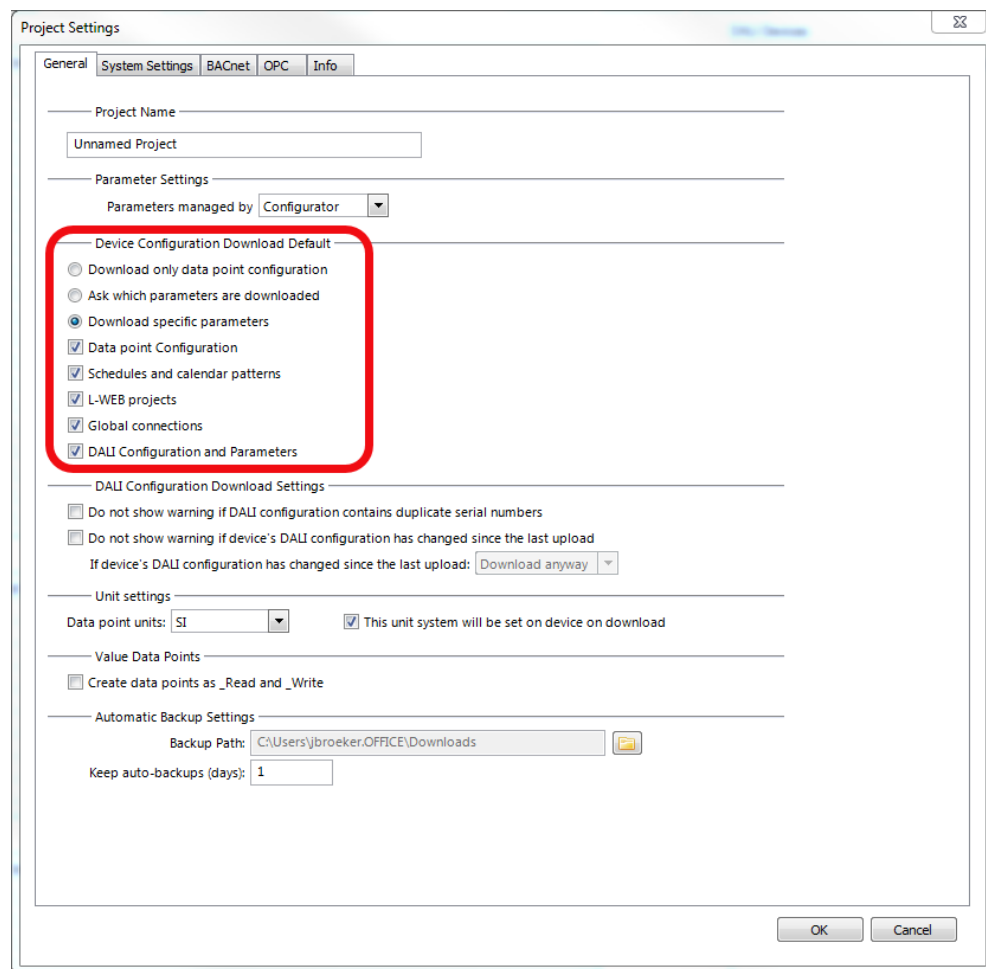 Project Settings
General System Settings BACnet OPC Info
Project Name
Unnamed Project
Parameter Settings
Parameters managed by Configurator
Device Configuration Download Default
Download only data point configuration
Ask which parameters are downloaded
Download specific parameters
Data point Configuration
Schedules and calendar patterns
L-WEB projects
Global connections
DALI Configuration and Parameters
DALI Configuration Download Settings
Do not show warning if DALI configuration contains duplicate serial numbers
Do not show warning if device's DALI configuration has changed since the last upload
If device's DALI configuration has changed since the last upload: Download anyway
Unit settings
Data point units: SI This unit system will be set on device on download
Value Data Points
Create data points as _Read and _Write
Automatic Backup Settings
Backup Path: C:\Users\jbroeker.OFFICE\Downloads
Keep auto-backups (days): 1
OK Cancel